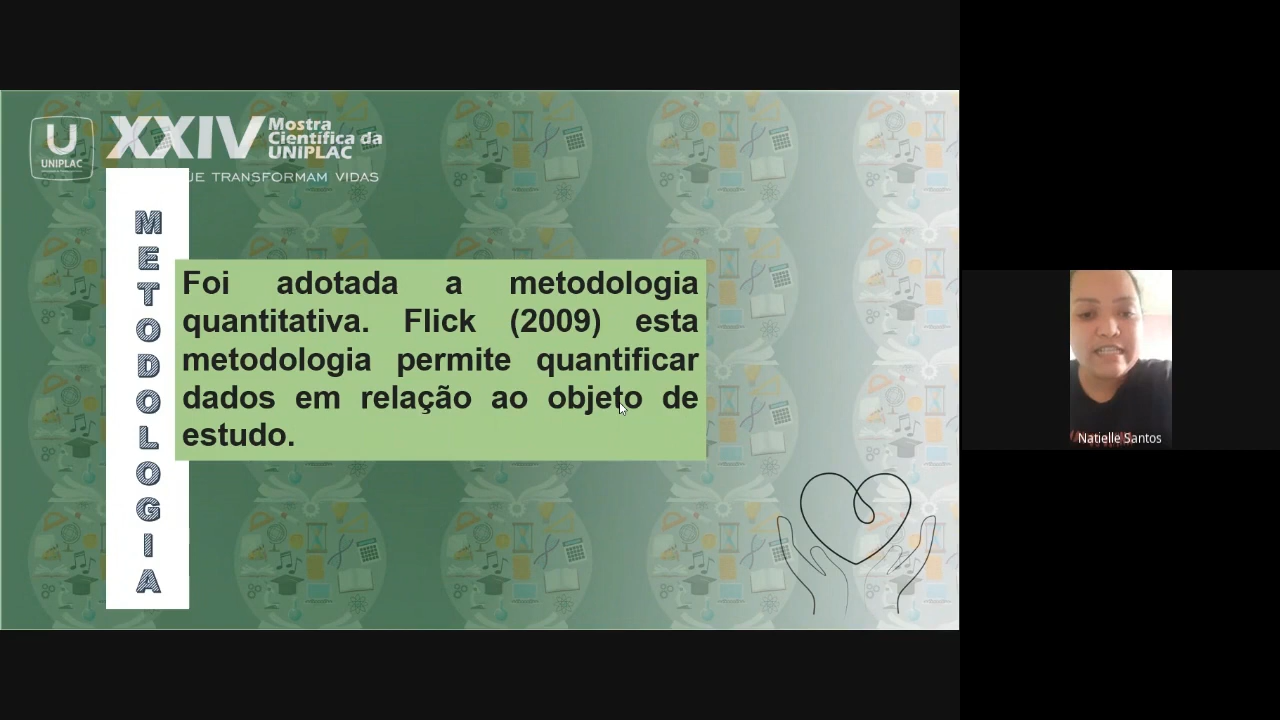 U
UNIPLAC
XXIV
Mostra
Científica da
UNIPLAC
UE TRANSFORMAM VIDAS
METODOLOGIA
Foi adotada a metodologia
quantitativa. Flick (2009) esta
metodologia permite quantificar
dados em relação ao objeto de
estudo.
Natielle Santos